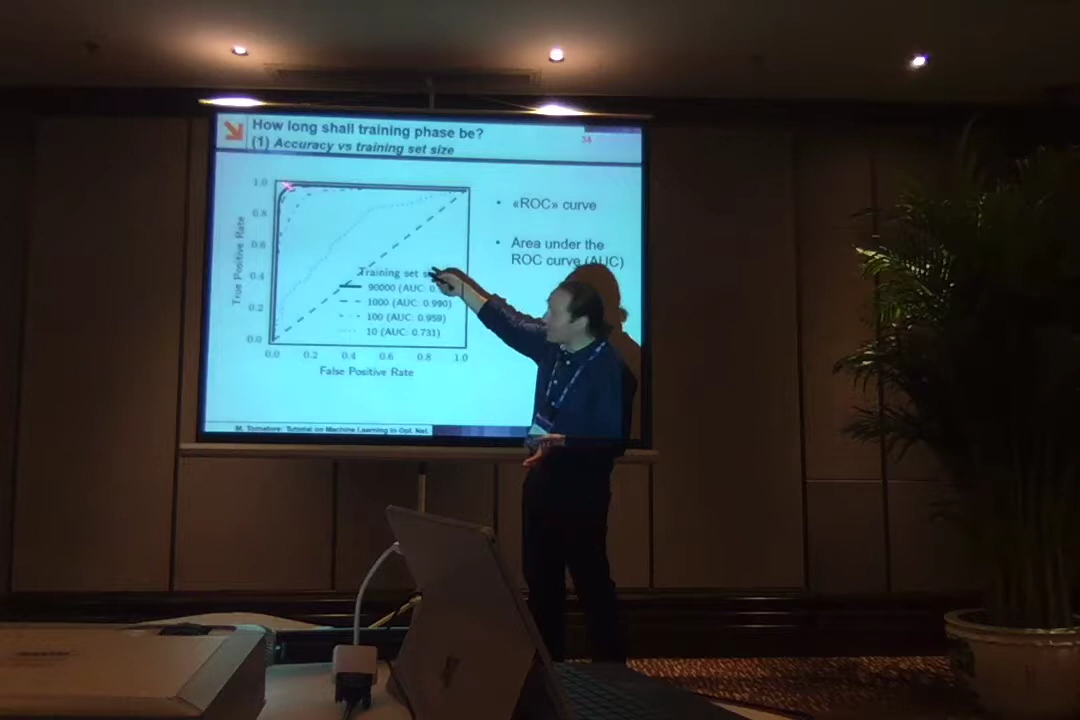 How long shall training phase be?
(1) Accuracy vs training set size
34
1.0
0.8
0.6
0.4
0.2
0.0
True Positive Rate
Training set
90000 (AUC:
1000 (AUC: 0.990)
100 (AUC: 0.959)
10 (AUC: 0.731)
0.0 0.2 0.4 0.6 0.8 1.0
False Positive Rate
• «ROC» curve
• Area under the
ROC curve (AUC)
M. Tornatore: Tutorial on Machine Learning in Opt. Net.